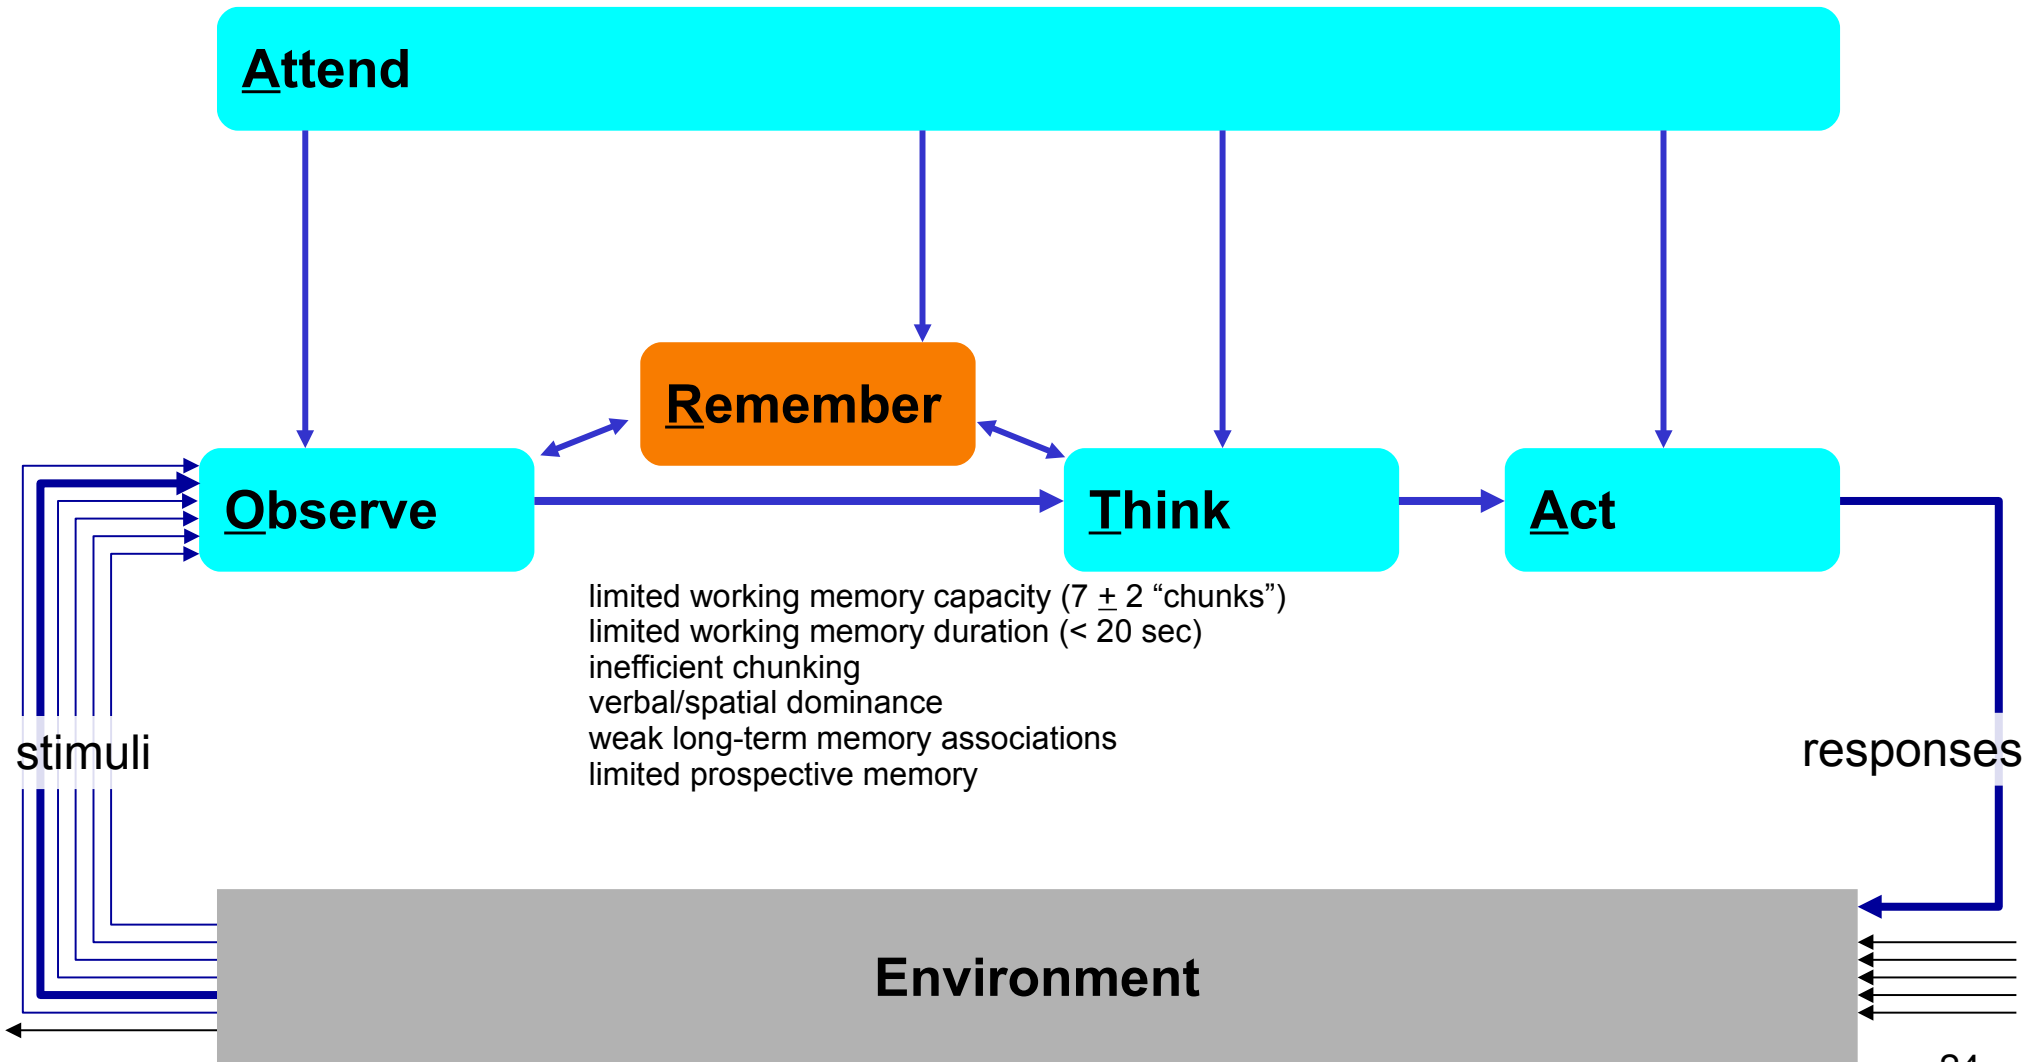 Attend
Remember
Observe
Think
Act
limited working memory capacity (7 ± 2 “chunks”)
limited working memory duration (< 20 sec)
inefficient chunking
verbal/spatial dominance
weak long-term memory associations
limited prospective memory
stimuli
responses
Environment